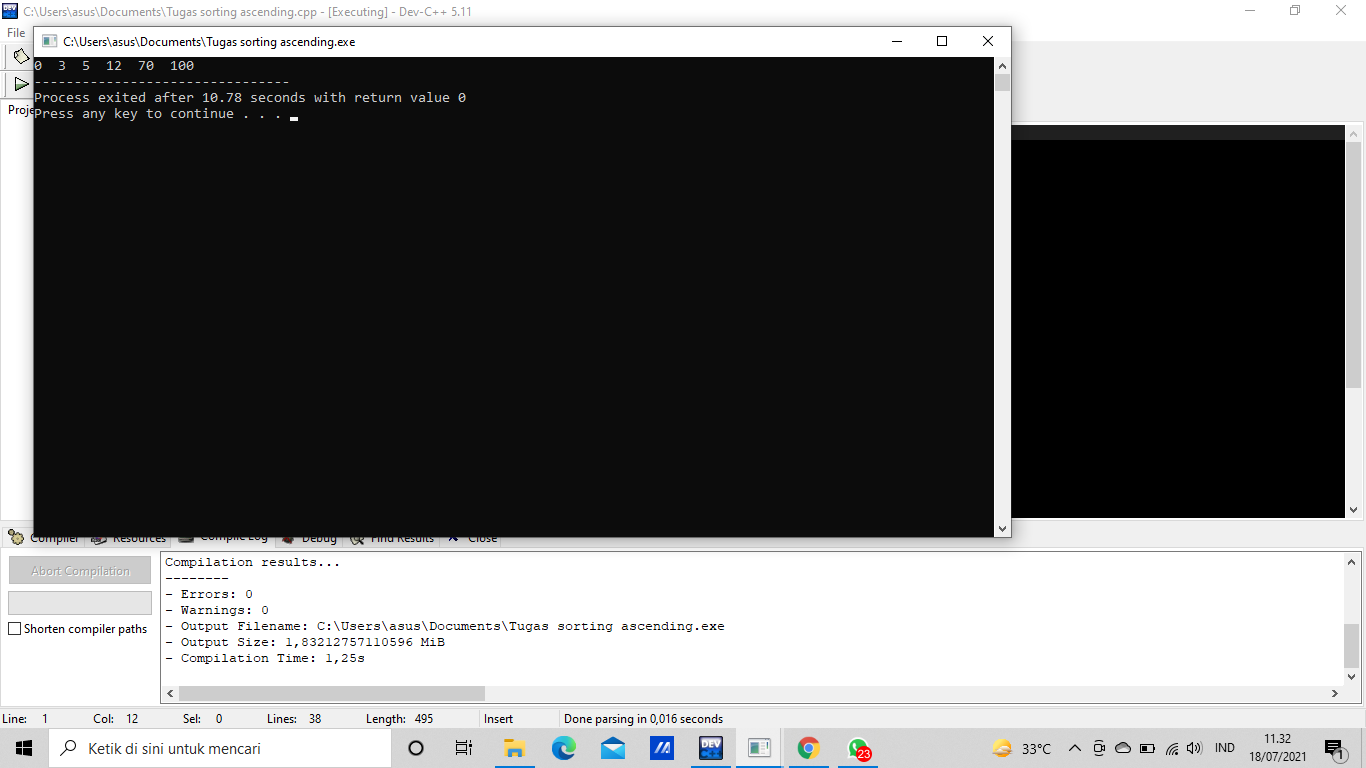 C:\Users\asus\Documents\Tugas sorting ascending.cpp - [Executing] - Dev-C++ 5.11
File
C:\Users\asus\Documents\Tugas sorting ascending.exe
0  3  5  12  70  100
--------------------------------
Process exited after 10.78 seconds with return value 0
Press any key to continue . . .
Proje
Compiler Resources Compile Log Debug Find Results Close
Abort Compilation
Shorten compiler paths
Compilation results...
--------
- Errors: 0
- Warnings: 0
- Output Filename: C:\Users\asus\Documents\Tugas sorting ascending.exe
- Output Size: 1,83212757110596 MiB
- Compilation Time: 1,25s
Line: 1 Col: 12 Sel: 0 Lines: 38 Length: 495 Insert Done parsing in 0,016 seconds
Ketik di sini untuk mencari
DEV
23
33°C
IND
11.32
18/07/2021
1